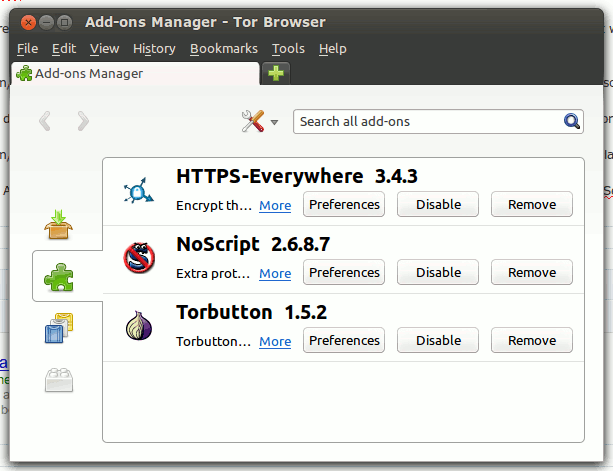 Add-ons Manager - Tor Browser
File Edit View History Bookmarks Tools Help
Add-ons Manager
Search all add-ons
HTTPS-Everywhere 3.4.3
Encrypt th... More Preferences Disable Remove
NoScript 2.6.8.7
Extra prot... More Preferences Disable Remove
Torbutton 1.5.2
Torbutton... More Preferences Disable Remove